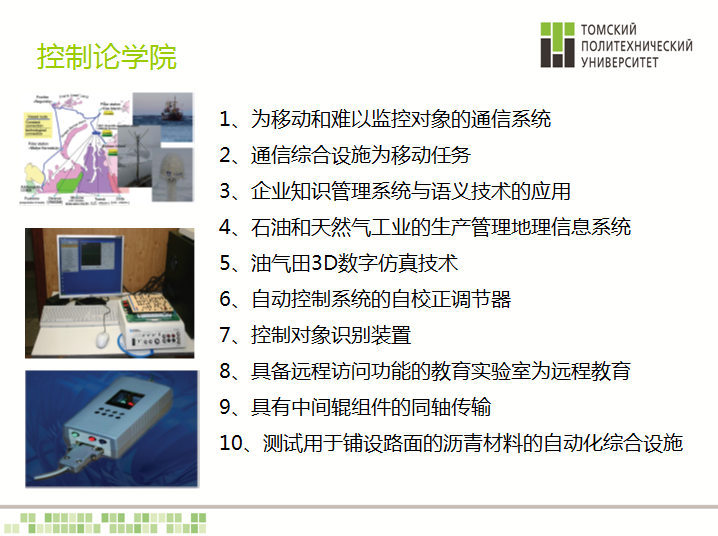 控制论学院
ТОМСКИЙ
ПОЛИТЕХНИЧЕСКИЙ
УНИВЕРСИТЕТ
1、为移动和难以监控对象的通信系统
2、通信综合设施为移动任务
3、企业知识管理系统与语义技术的应用
4、石油和天然气工业的生产管理地理信息系统
5、油气田3D数字仿真技术
6、自动控制系统的自校正调节器
7、控制对象识别装置
8、具备远程访问功能的教育实验室为远程教育
9、具有中间辊组件的同轴传输
10、测试用于铺设路面的沥青材料的自动化综合设施